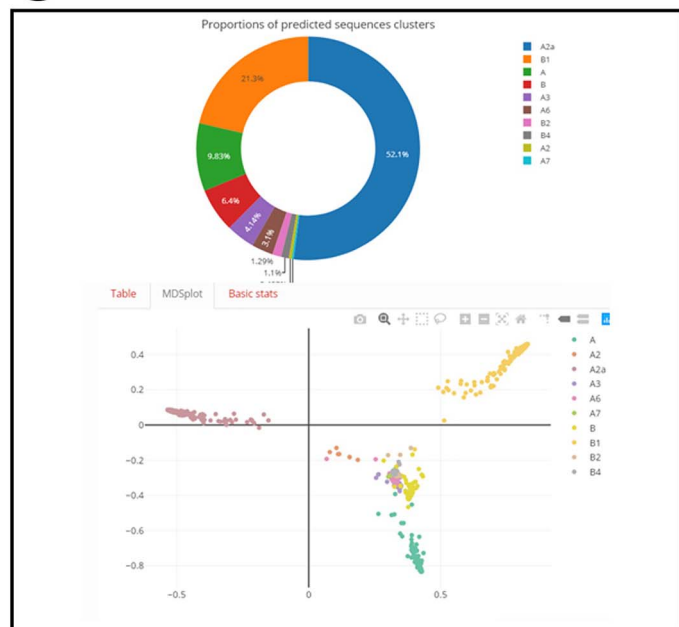 Proportions of predicted sequences clusters
A2a
B1
A
B
A3
A6
B2
B4
A2
A7
21.3%
9.83%
52.1%
6.4%
4.14%
3.1%
1.29%
1.1%
Table MDSplot Basic stats
0.4
0.2
0
−0.2
−0.4
−0.6
−0.8
−0.5 0 0.5
A
A2
A2a
A3
A6
A7
B
B1
B2
B4